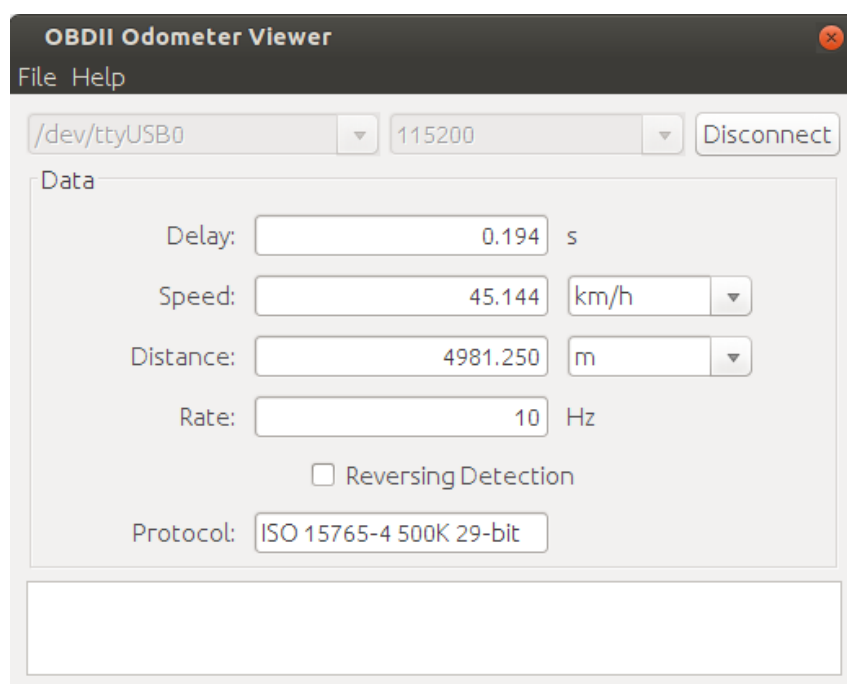 OBDII Odometer Viewer
File Help
/dev/ttyUSB0 115200 Disconnect
Data
Delay: 0.194 s
Speed: 45.144 km/h
Distance: 4981.250 m
Rate: 10 Hz
Reversing Detection
Protocol: ISO 15765-4 500K 29-bit